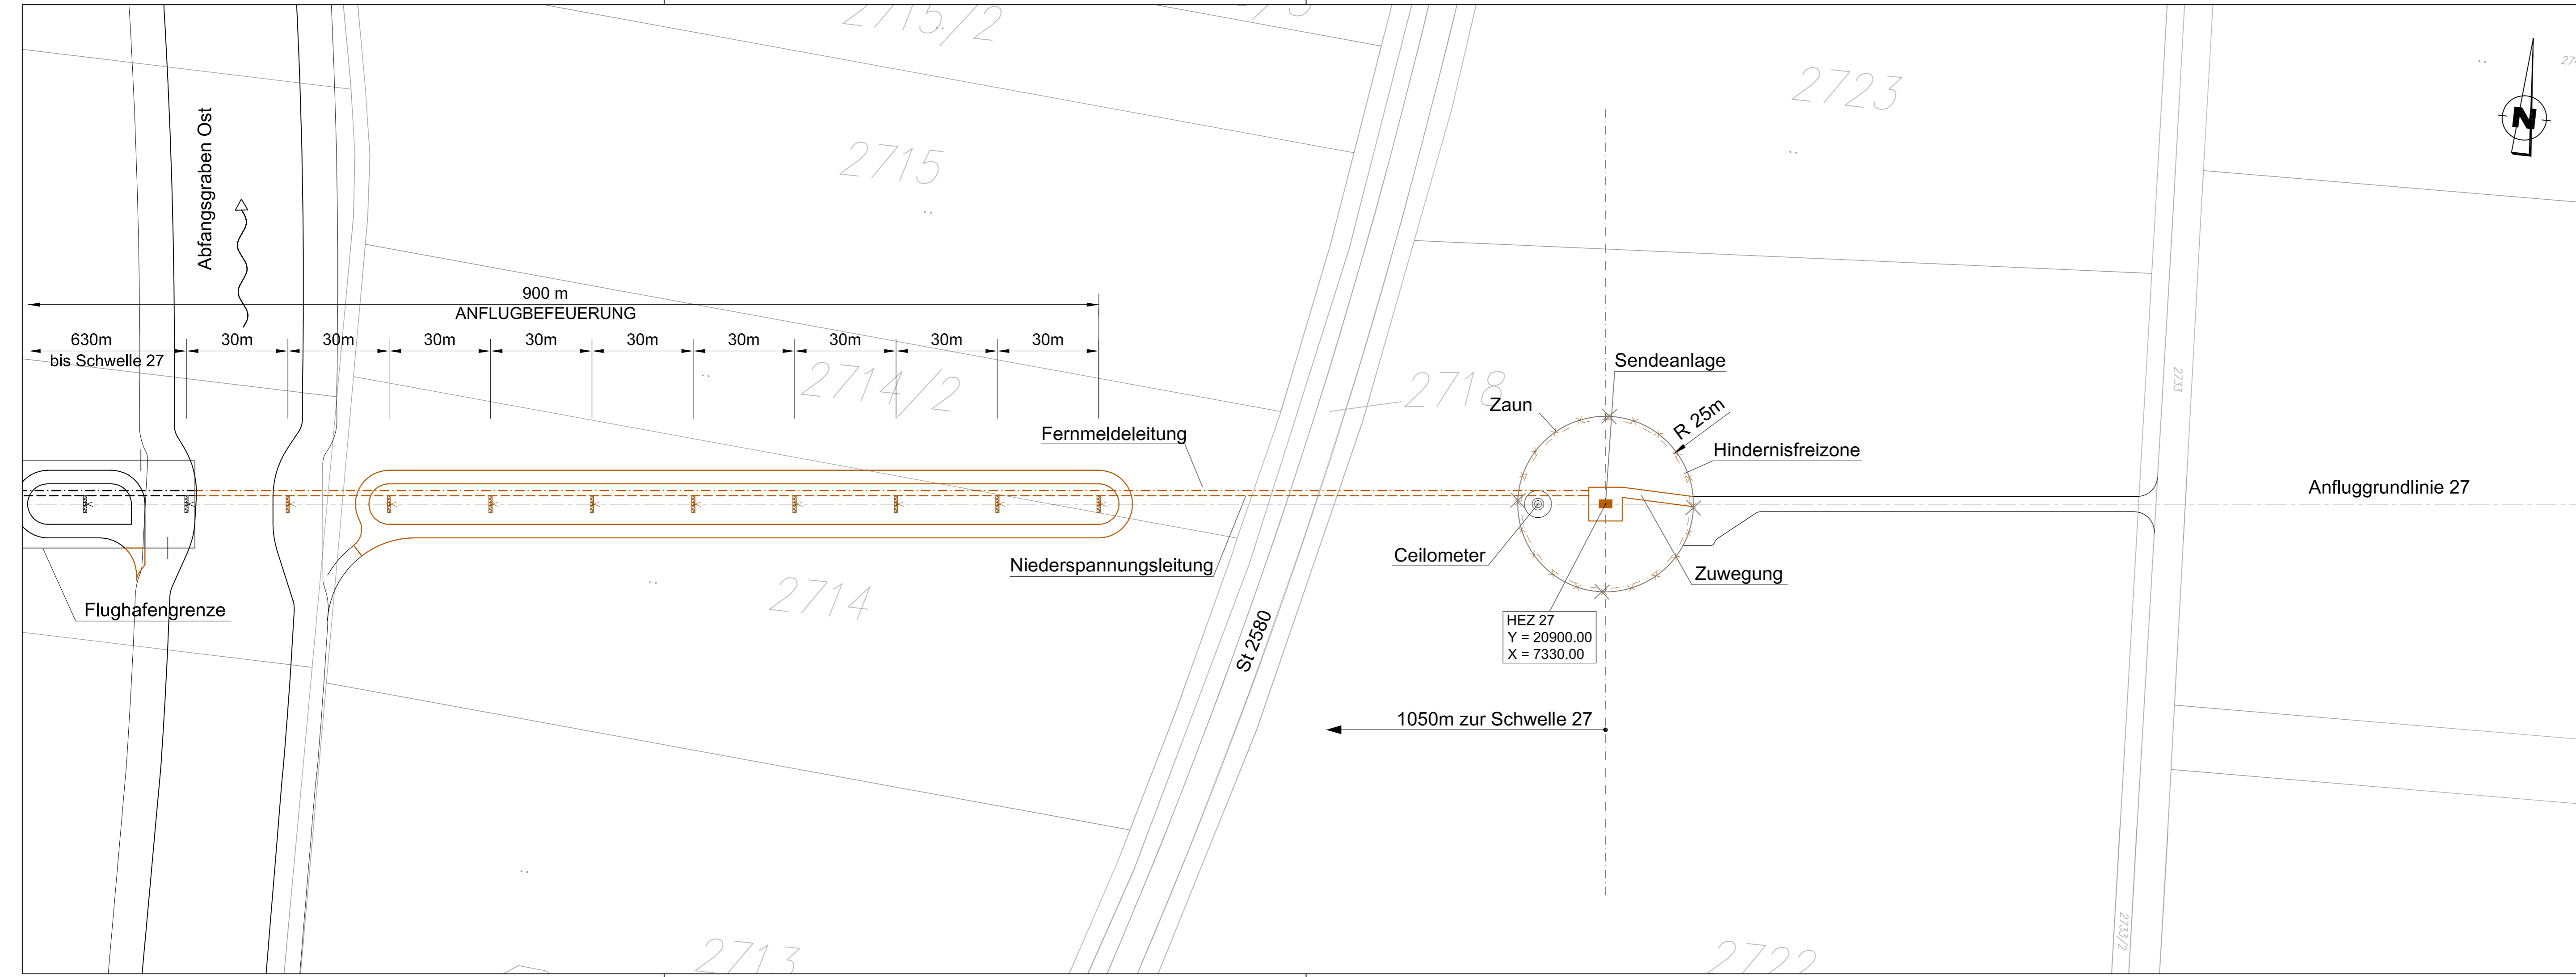 2715/2
2723
N
Abfangsgraben Ost
2715
900 m
ANFLUGBEFEUERUNG
630m
30m
30m
30m
30m
30m
30m
30m
30m
30m
bis Schwelle 27
Sendeanlage
2714/2
2718
2733
Zaun
R 25m
Fernmeldeleitung
Hindernisfreizone
Anfluggrundlinie 27
Ceilometer
Niederspannungsleitung
Zuwegung
2714
Flughafengrenze
HEZ 27
Y = 20900.00
X = 7330.00
St 2580
1050m zur Schwelle 27
2713
2722
2733/2